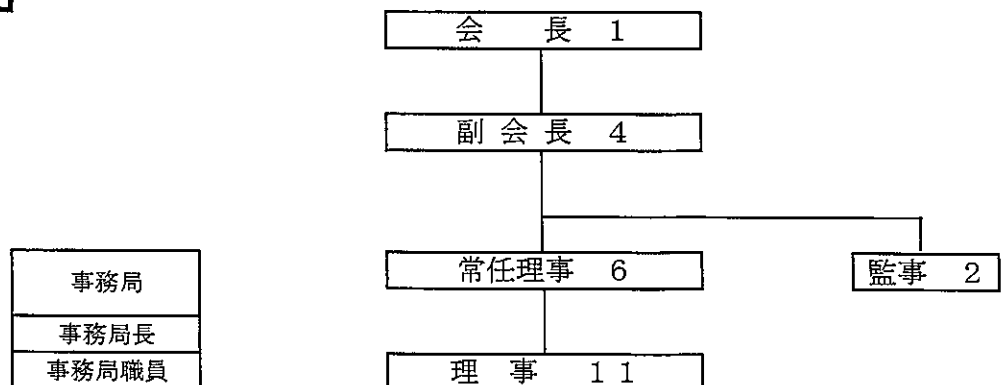 会 長 1
副 会 長 4
常任理事 6
監事 2
理 事 11
事務局
事務局長
事務局職員